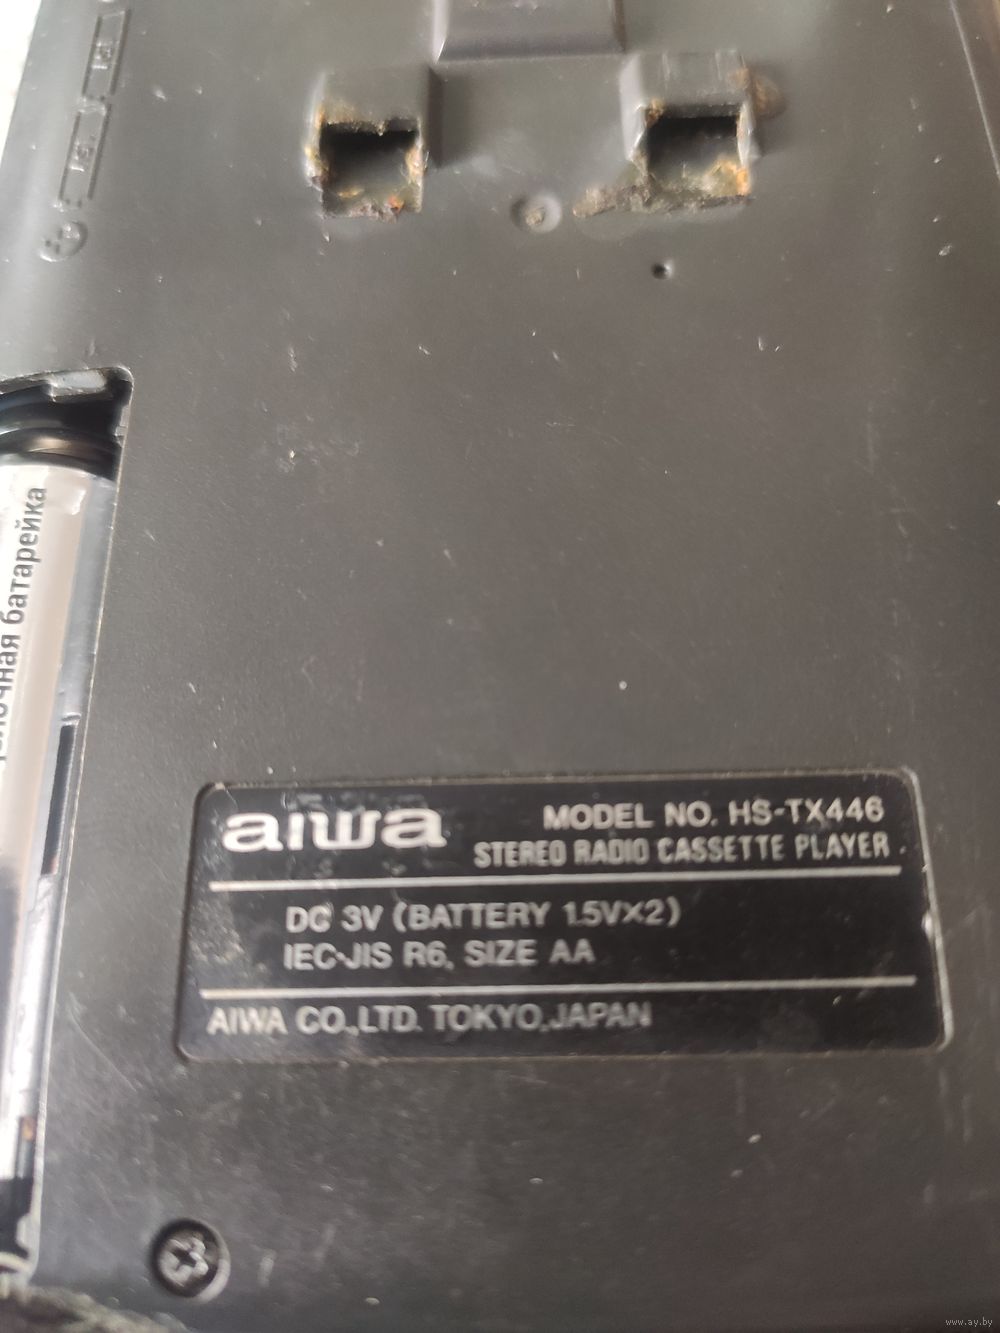 батарейка
aiwa
MODEL NO. HS-TX446
STEREO RADIO CASSETTE PLAYER
DC 3V (BATTERY 1.5V×2)
IEC·JIS R6, SIZE AA
AIWA CO.,LTD. TOKYO,JAPAN
www.ay.by